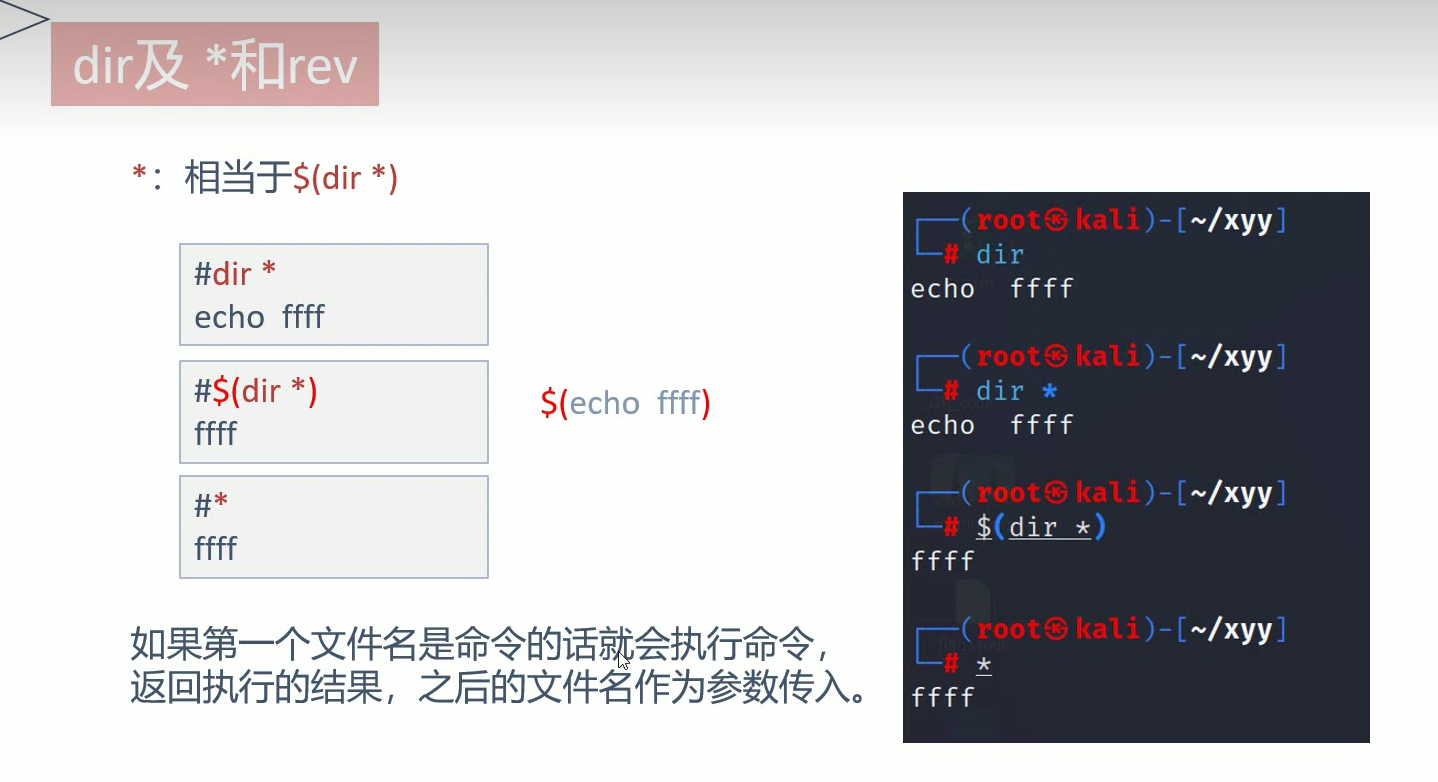 dir及 *和rev
*：相当于$(dir *)
#dir *
echo  ffff
#$(dir *)
ffff
$(echo  ffff)
#*
ffff
如果第一个文件名是命令的话就会执行命令，
返回执行的结果，之后的文件名作为参数传入。
┌──(root㉿kali)-[~/xyy]
└─# dir
echo  ffff
┌──(root㉿kali)-[~/xyy]
└─# dir *
echo  ffff
┌──(root㉿kali)-[~/xyy]
└─# $(dir *)
ffff
┌──(root㉿kali)-[~/xyy]
└─# *
ffff